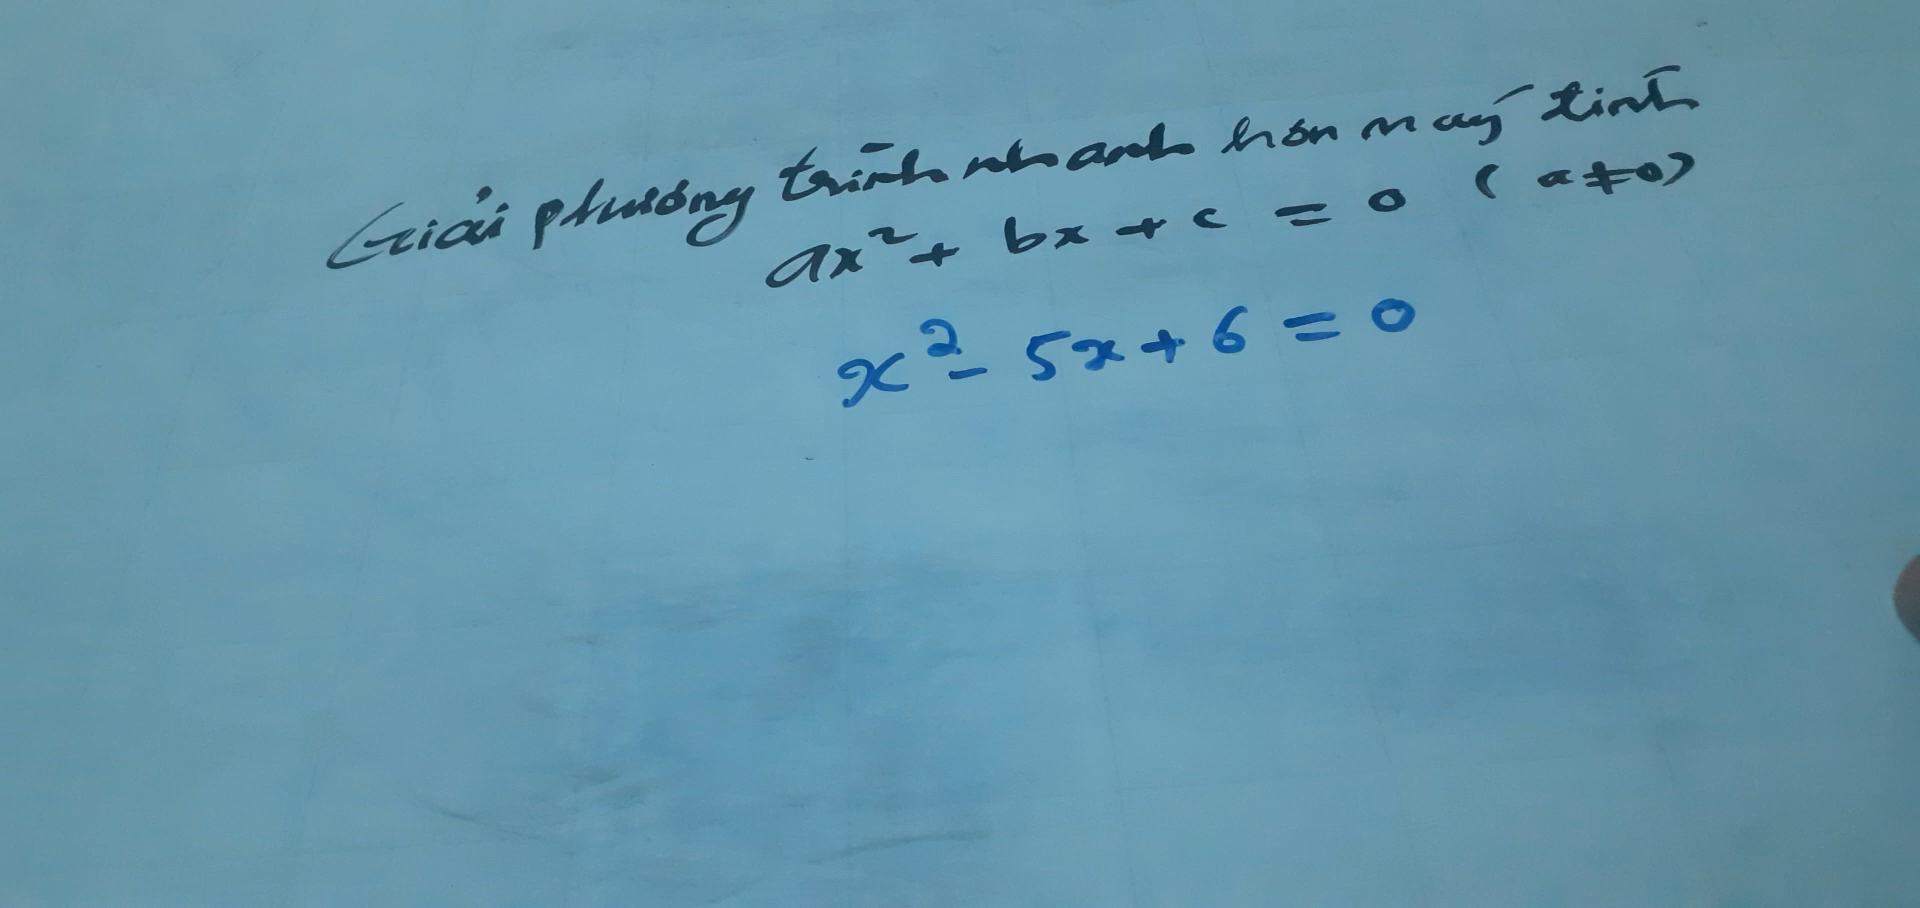 Giải phương trình nhanh hơn máy tính
ax² + bx + c = 0 ( a ≠ 0)
x² - 5x + 6 = 0